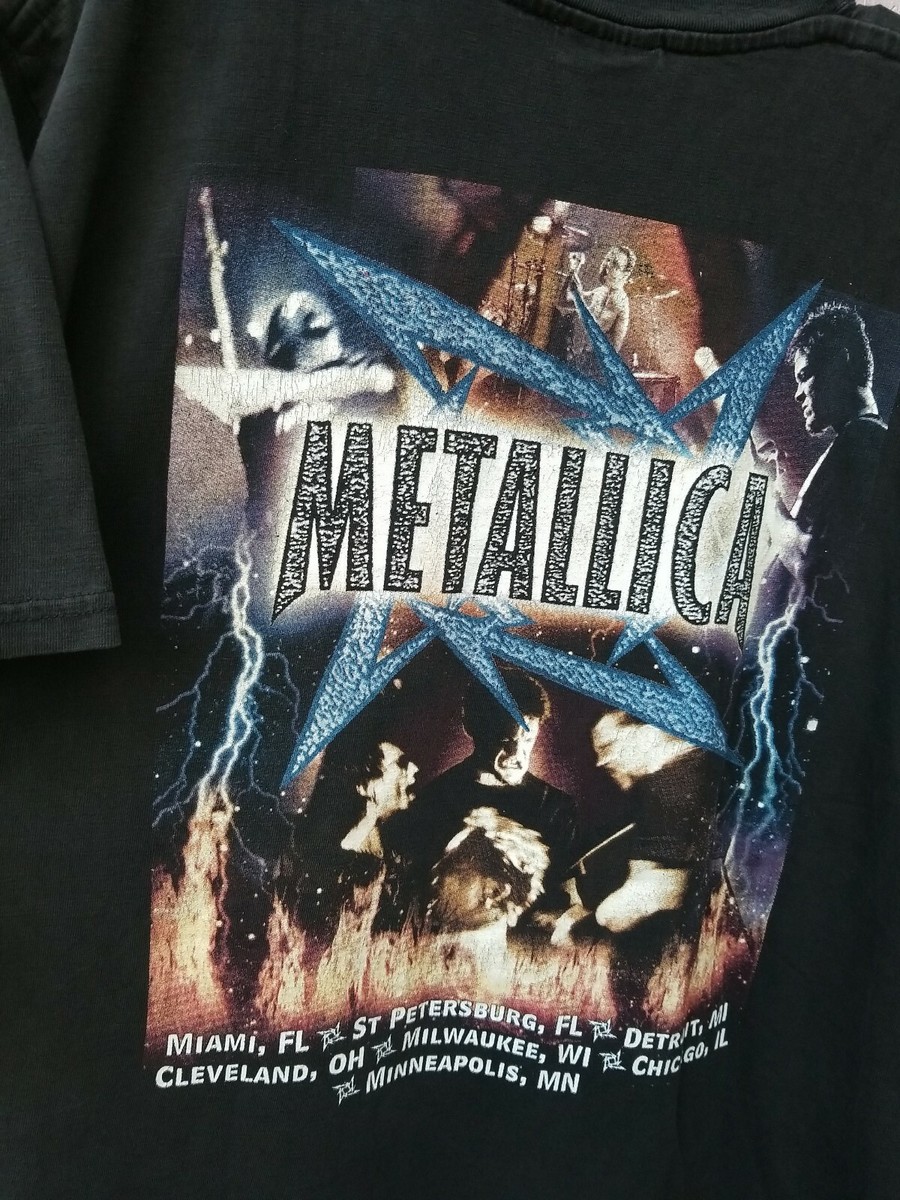 METALLICA
MIAMI, FL ST PETERSBURG, FL DETROIT, MI
CLEVELAND, OH MILWAUKEE, WI CHICAGO, IL
MINNEAPOLIS, MN